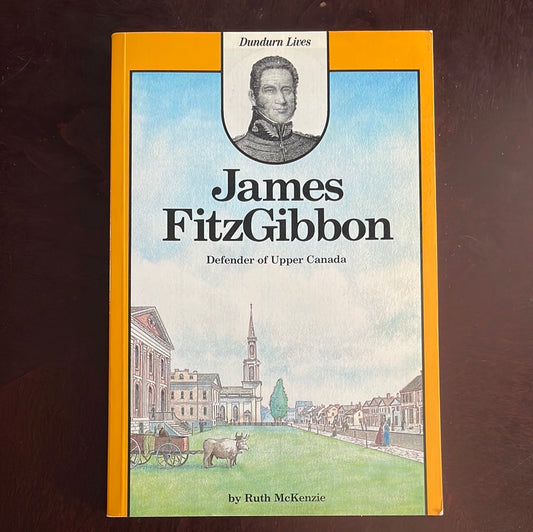 Dundurn Lives
James
FitzGibbon
Defender of Upper Canada
by Ruth McKenzie